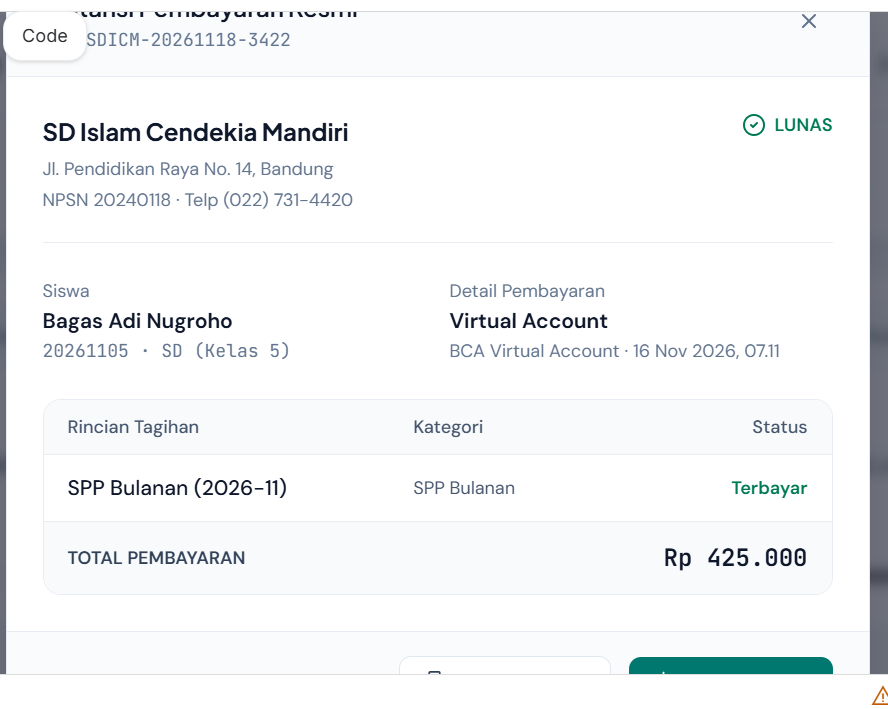 Pembayaran Resmi
Code
SDICM-20261118-3422
SD Islam Cendekia Mandiri
LUNAS
Jl. Pendidikan Raya No. 14, Bandung
NPSN 20240118 · Telp (022) 731-4420
Siswa
Detail Pembayaran
Bagas Adi Nugroho
Virtual Account
20261105 · SD (Kelas 5)
BCA Virtual Account · 16 Nov 2026, 07.11
Rincian Tagihan
Kategori
Status
SPP Bulanan (2026-11)
SPP Bulanan
Terbayar
TOTAL PEMBAYARAN
Rp 425.000